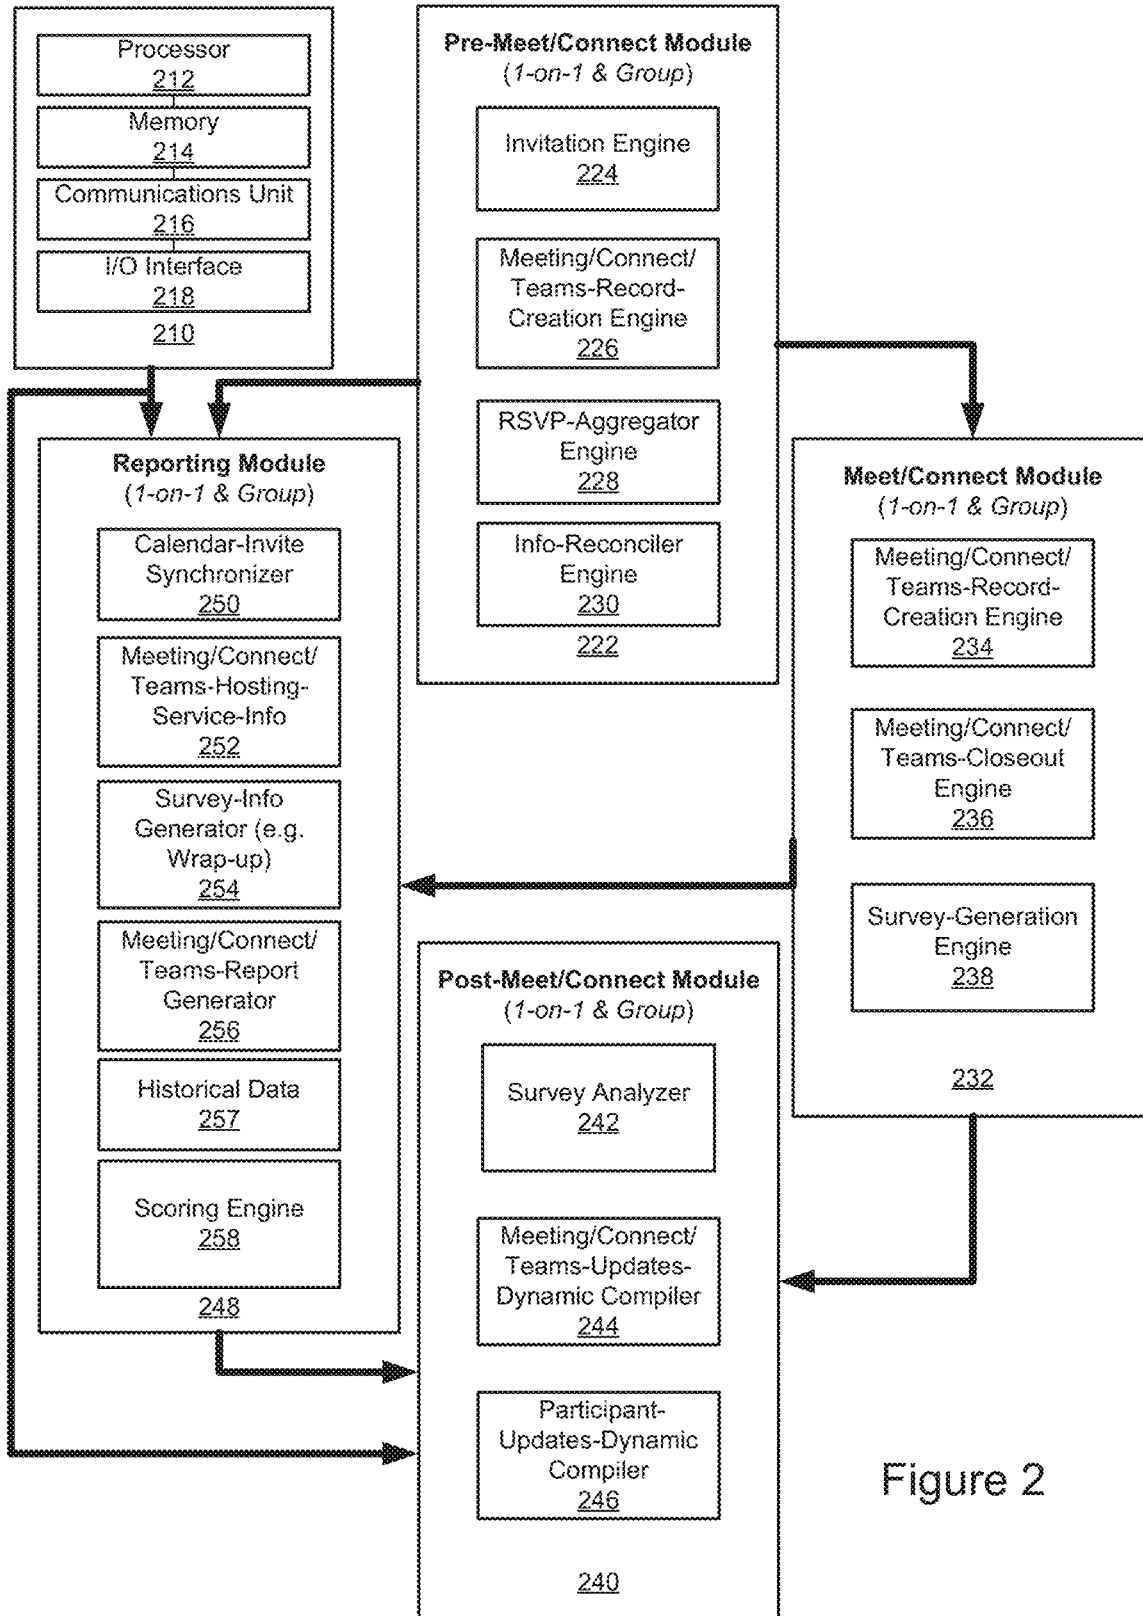 Processor
212
Memory
214
Communications Unit
216
I/O Interface
218
210
Pre-Meet/Connect Module
(1-on-1 & Group)
Invitation Engine
224
Meeting/Connect/
Teams-Record-
Creation Engine
226
RSVP-Aggregator
Engine
228
Info-Reconciler
Engine
230
222
Reporting Module
(1-on-1 & Group)
Calendar-Invite
Synchronizer
250
Meeting/Connect/
Teams-Hosting-
Service-Info
252
Survey-Info
Generator (e.g.
Wrap-up)
254
Meeting/Connect/
Teams-Report
Generator
256
Historical Data
257
Scoring Engine
258
248
Meet/Connect Module
(1-on-1 & Group)
Meeting/Connect/
Teams-Record-
Creation Engine
234
Meeting/Connect/
Teams-Closeout
Engine
236
Survey-Generation
Engine
238
232
Post-Meet/Connect Module
(1-on-1 & Group)
Survey Analyzer
242
Meeting/Connect/
Teams-Updates-
Dynamic Compiler
244
Participant-
Updates-Dynamic
Compiler
246
240
Figure 2